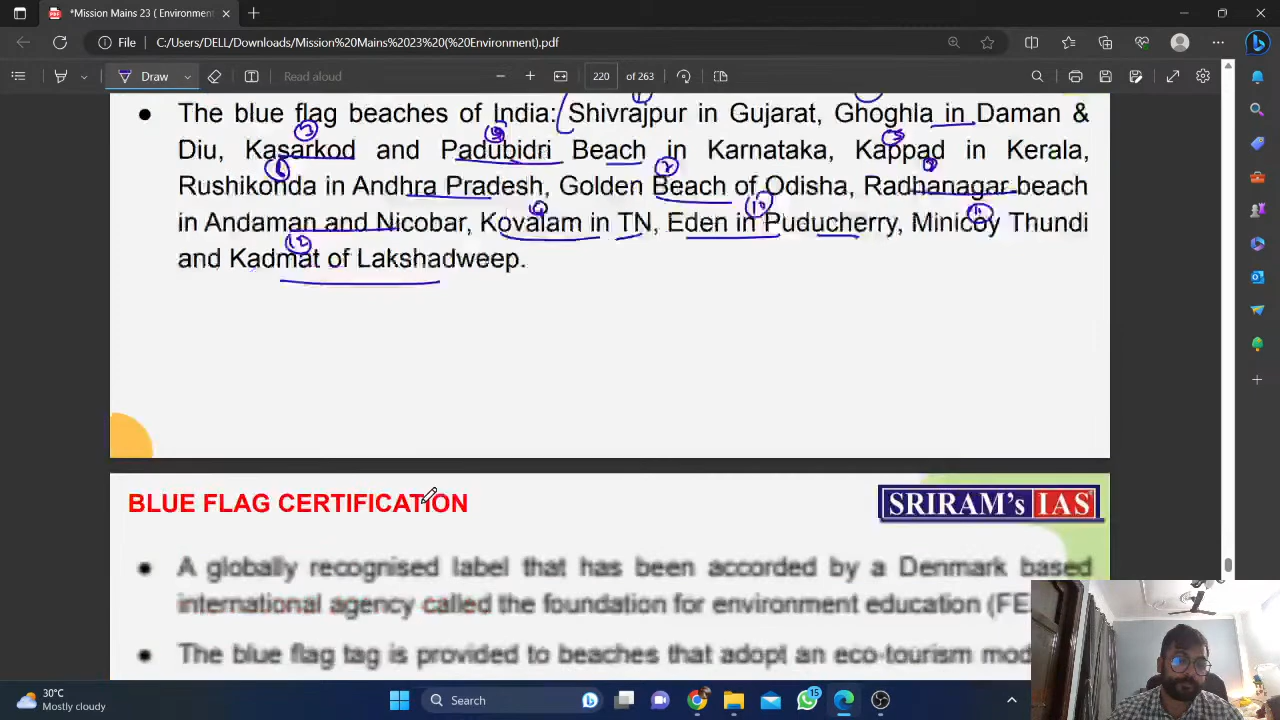 *Mission Mains 23 ( Environment
File C:/Users/DELL/Downloads/Mission%20Mains%202023%20(%20Environment).pdf
Draw Read aloud 220 of 263
The blue flag beaches of India: Shivrajpur in Gujarat, Ghoghla in Daman &
Diu, Kasarkod and Padubidri Beach in Karnataka, Kappad in Kerala,
Rushikonda in Andhra Pradesh, Golden Beach of Odisha, Radhanagar beach
in Andaman and Nicobar, Kovalam in TN, Eden in Puducherry, Minicoy Thundi
and Kadmat of Lakshadweep.
BLUE FLAG CERTIFICATION
SRIRAM's IAS
A globally recognised label that has been accorded by a Denmark based
international agency called the foundation for environment education (FE
The blue flag tag is provided to beaches that adopt an eco-tourism mod
30°C
Mostly cloudy
Search
15